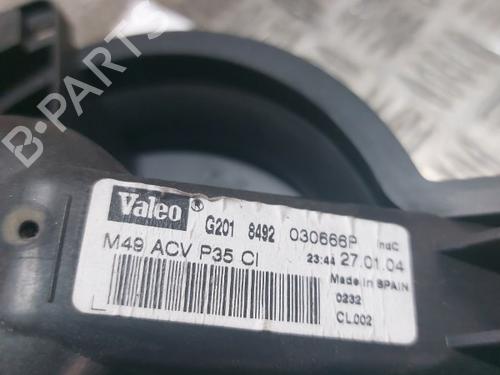 B-PARTS
Valeo G201 8492 030666P indC
M49 ACV P35 CI 23:44 27.01.04
Made in SPAIN
0232
CL002